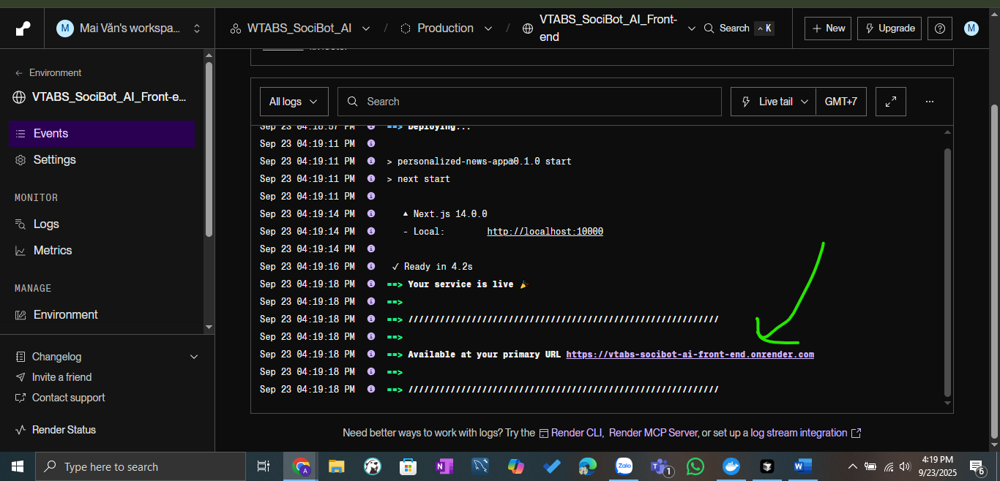 M Mai Văn's workspa...
WTABS_SociBot_AI / Production / VTABS_SociBot_AI_Front-end
Search ^ K
+ New
Upgrade
M
← Environment
VTABS_SociBot_AI_Front-e...
Events
Settings
MONITOR
Logs
Metrics
MANAGE
Environment
Changelog
Invite a friend
Contact support
Render Status
All logs
Search
Live tail
GMT+7
...
Sep 23 04:18:57 PM ==> Deploying...
Sep 23 04:19:11 PM
Sep 23 04:19:11 PM > personalized-news-app@0.1.0 start
Sep 23 04:19:11 PM > next start
Sep 23 04:19:11 PM
Sep 23 04:19:14 PM ▲ Next.js 14.0.0
Sep 23 04:19:14 PM - Local: http://localhost:10000
Sep 23 04:19:14 PM
Sep 23 04:19:16 PM ✓ Ready in 4.2s
Sep 23 04:19:18 PM ==> Your service is live 🎉
Sep 23 04:19:18 PM ==>
Sep 23 04:19:18 PM ==> ///////////////////////////////////////////////////////////
Sep 23 04:19:18 PM ==>
Sep 23 04:19:18 PM ==> Available at your primary URL https://vtabs-socibot-ai-front-end.onrender.com
Sep 23 04:19:18 PM ==>
Sep 23 04:19:18 PM ==> ///////////////////////////////////////////////////////////
Need better ways to work with logs? Try the Render CLI, Render MCP Server, or set up a log stream integration
Type here to search
A
N
Zalo
1
W
4:19 PM
9/23/2025
6